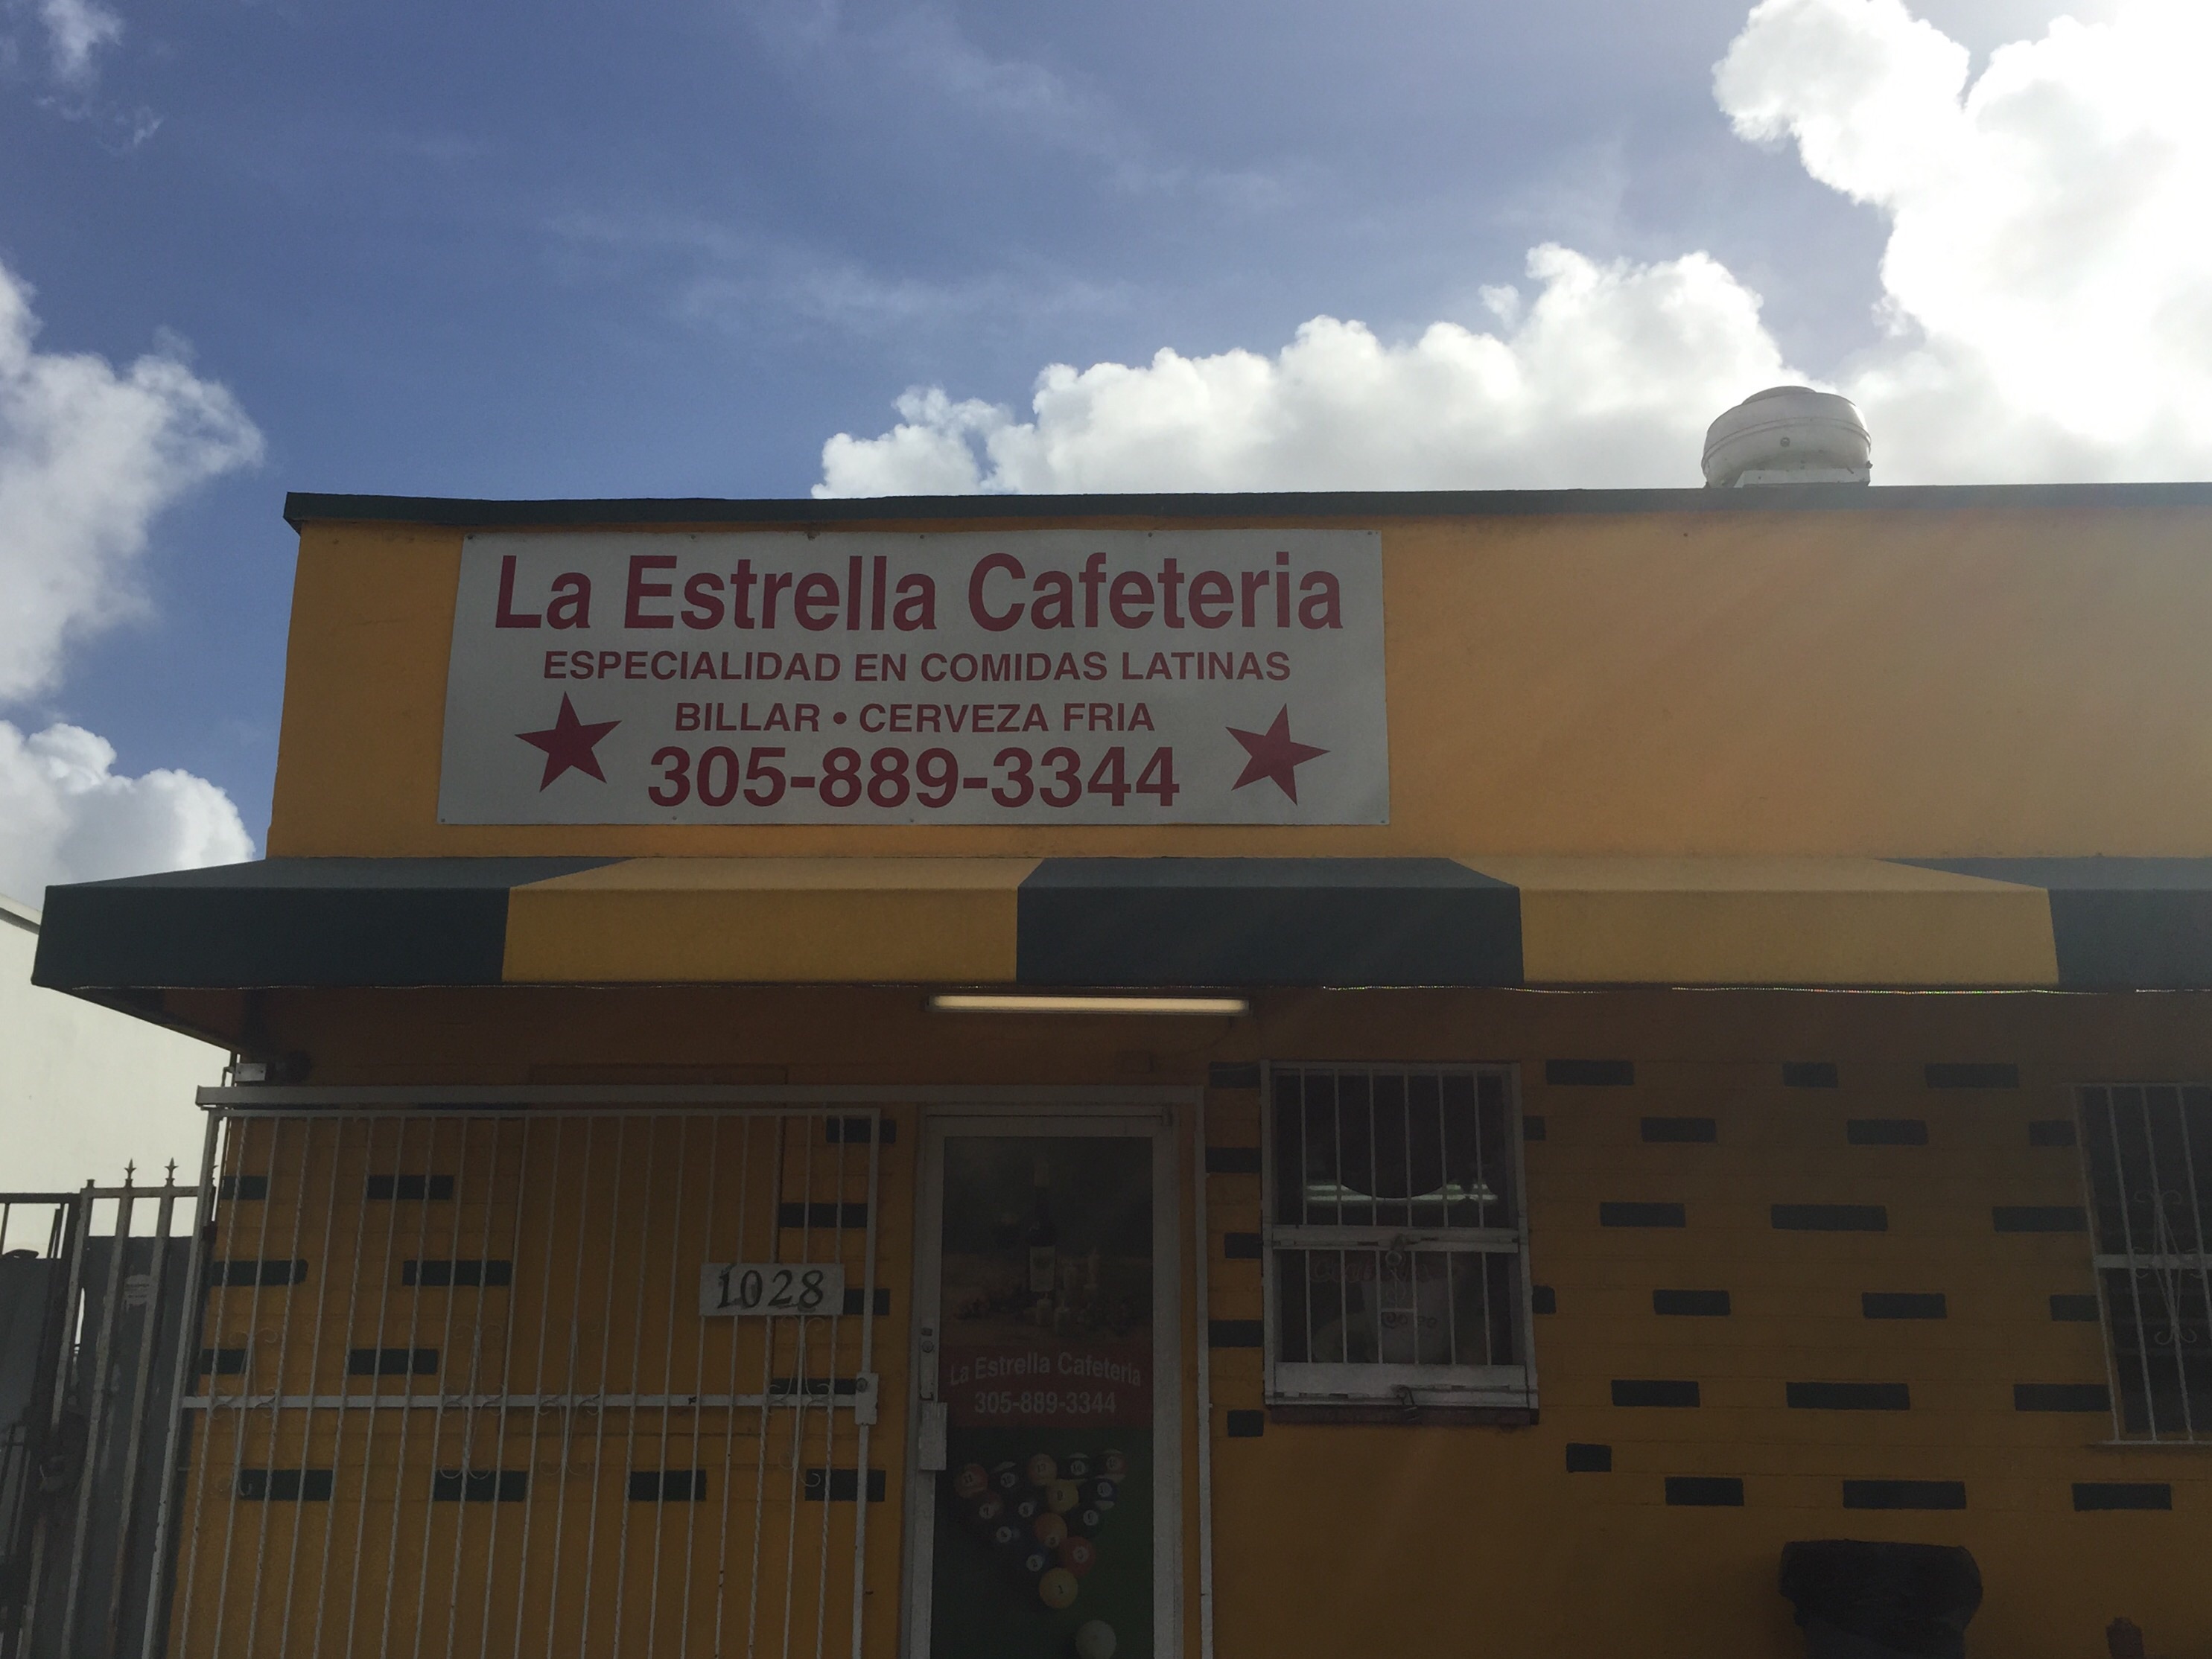 La Estrella Cafeteria
ESPECIALIDAD EN COMIDAS LATINAS
BILLAR • CERVEZA FRIA
305-889-3344
1028
La Estrella Cafeteria
305-889-3344